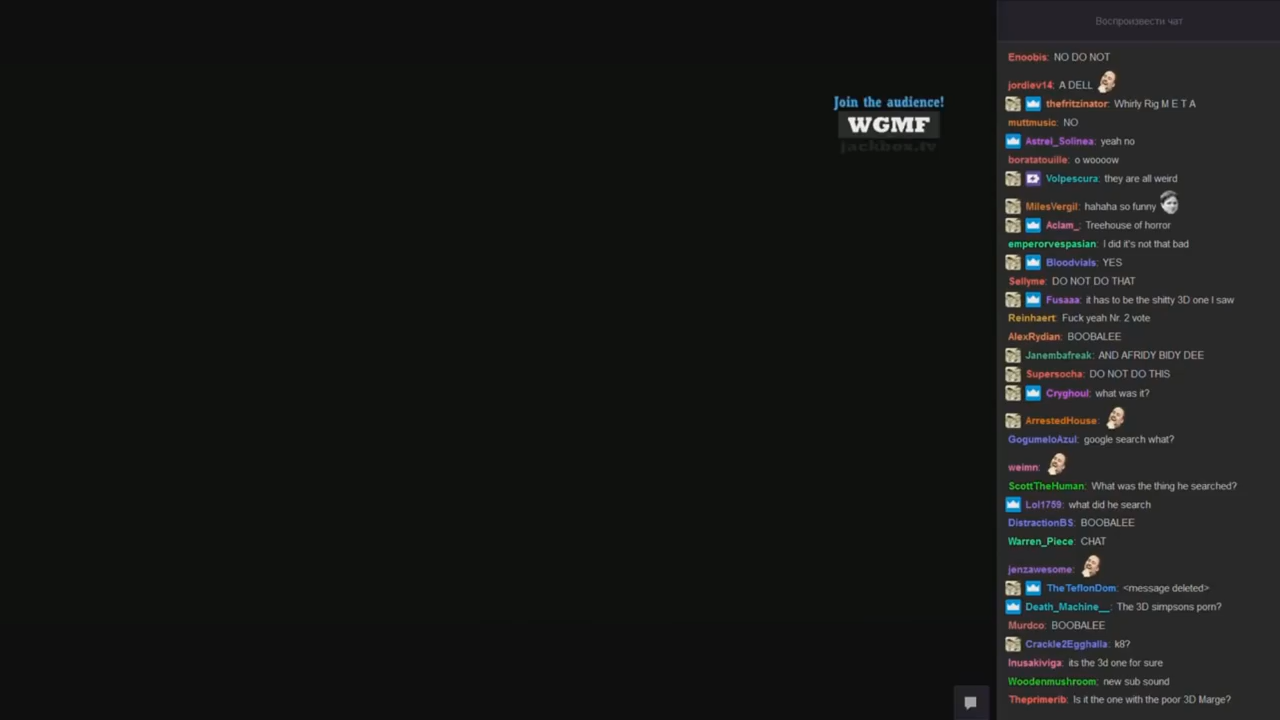 Воспроизвести чат
Join the audience!
WGMF
jackbox.tv
Enoobis: NO DO NOT
jordiev14: A DELL
thefritzinator: Whirly Rig M E T A
muttmusic: NO
Astrei_Solinea: yeah no
boratatouille: o woooow
Volpescura: they are all weird
MilesVergil: hahaha so funny
Aclam_: Treehouse of horror
emperorvespasian: I did it's not that bad
Bloodvials: YES
Sellyme: DO NOT DO THAT
Fusaaa: it has to be the shitty 3D one I saw
Reinhaert: Fuck yeah Nr. 2 vote
AlexRydian: BOOBALEE
Janembafreak: AND AFRIDY BIDY DEE
Supersocha: DO NOT DO THIS
Cryghoul: what was it?
ArrestedHouse:
GogumeloAzul: google search what?
weimn:
ScottTheHuman: What was the thing he searched?
Lol1759: what did he search
DistractionBS: BOOBALEE
Warren_Piece: CHAT
jenzawesome:
TheTeflonDom: <message deleted>
Death_Machine__: The 3D simpsons porn?
Murdco: BOOBALEE
Crackle2Egghalla: k8?
Inusakiviga: its the 3d one for sure
Woodenmushroom: new sub sound
Theprimerib: Is it the one with the poor 3D Marge?